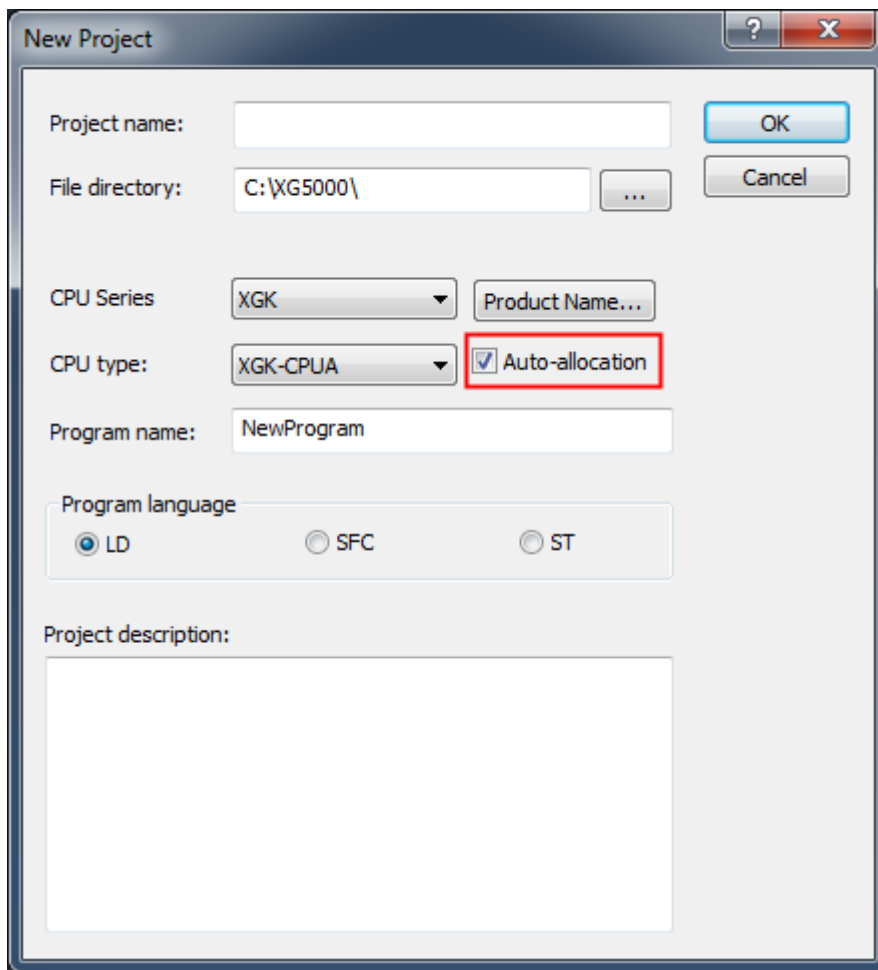 New Project
Project name:
OK
File directory:
C:\XG5000\
...
Cancel
CPU Series
XGK
Product Name...
CPU type:
XGK-CPUA
Auto-allocation
Program name:
NewProgram
Program language
LD
SFC
ST
Project description: